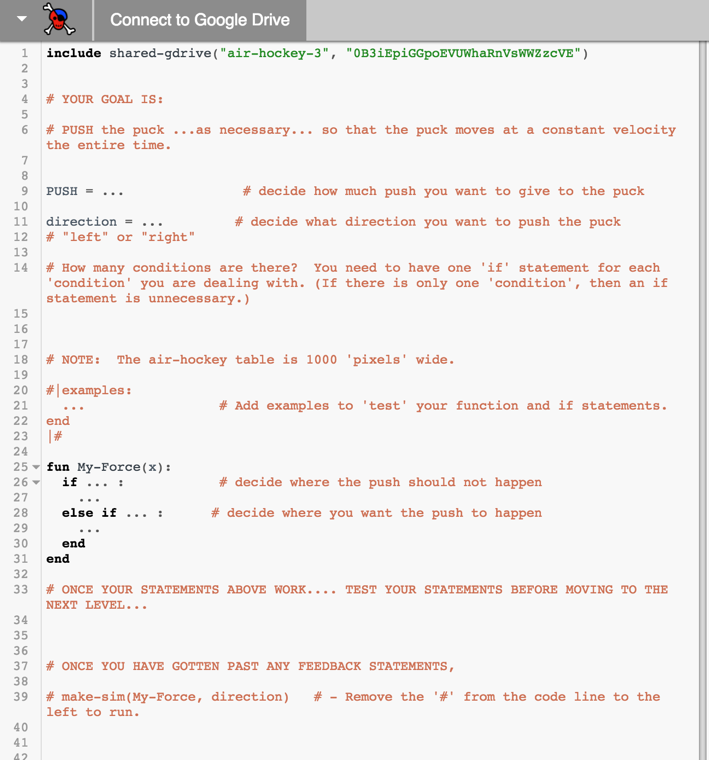 Connect to Google Drive
1 include shared-gdrive("air-hockey-3", "0B3iEpiGGpoEVUWhaRnVsWWZzcVE")
2
3
4 # YOUR GOAL IS:
5
6 # PUSH the puck ...as necessary... so that the puck moves at a constant velocity
the entire time.
7
8
9 PUSH = ... # decide how much push you want to give to the puck
10
11 direction = ... # decide what direction you want to push the puck
12 # "left" or "right"
13
14 # How many conditions are there?  You need to have one 'if' statement for each
'condition' you are dealing with. (If there is only one 'condition', then an if
statement is unnecessary.)
15
16
17
18 # NOTE:  The air-hockey table is 1000 'pixels' wide.
19
20 #|examples:
21 ... # Add examples to 'test' your function and if statements.
22 end
23 |#
24
25 fun My-Force(x):
26 if ... : # decide where the push should not happen
27 ...
28 else if ... : # decide where you want the push to happen
29 ...
30 end
31 end
32
33 # ONCE YOUR STATEMENTS ABOVE WORK.... TEST YOUR STATEMENTS BEFORE MOVING TO THE
NEXT LEVEL...
34
35
36
37 # ONCE YOU HAVE GOTTEN PAST ANY FEEDBACK STATEMENTS,
38
39 # make-sim(My-Force, direction) # - Remove the '#' from the code line to the
left to run.
40
41
42